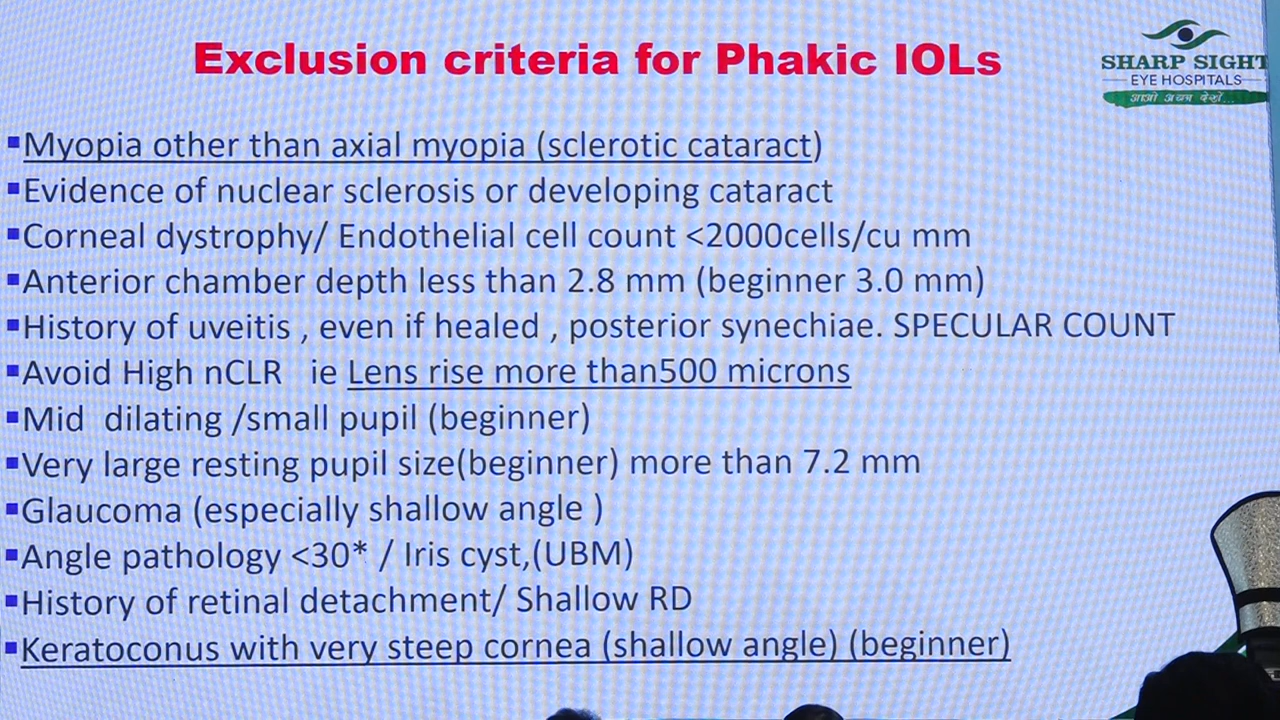 Exclusion criteria for Phakic IOLs
SHARP SIGHT
EYE HOSPITALS
▪Myopia other than axial myopia (sclerotic cataract)
▪Evidence of nuclear sclerosis or developing cataract
▪Corneal dystrophy/ Endothelial cell count <2000cells/cu mm
▪Anterior chamber depth less than 2.8 mm (beginner 3.0 mm)
▪History of uveitis , even if healed , posterior synechiae. SPECULAR COUNT
▪Avoid High nCLR ie Lens rise more than500 microns
▪Mid dilating /small pupil (beginner)
▪Very large resting pupil size(beginner) more than 7.2 mm
▪Glaucoma (especially shallow angle )
▪Angle pathology <30* / Iris cyst,(UBM)
▪History of retinal detachment/ Shallow RD
▪Keratoconus with very steep cornea (shallow angle) (beginner)